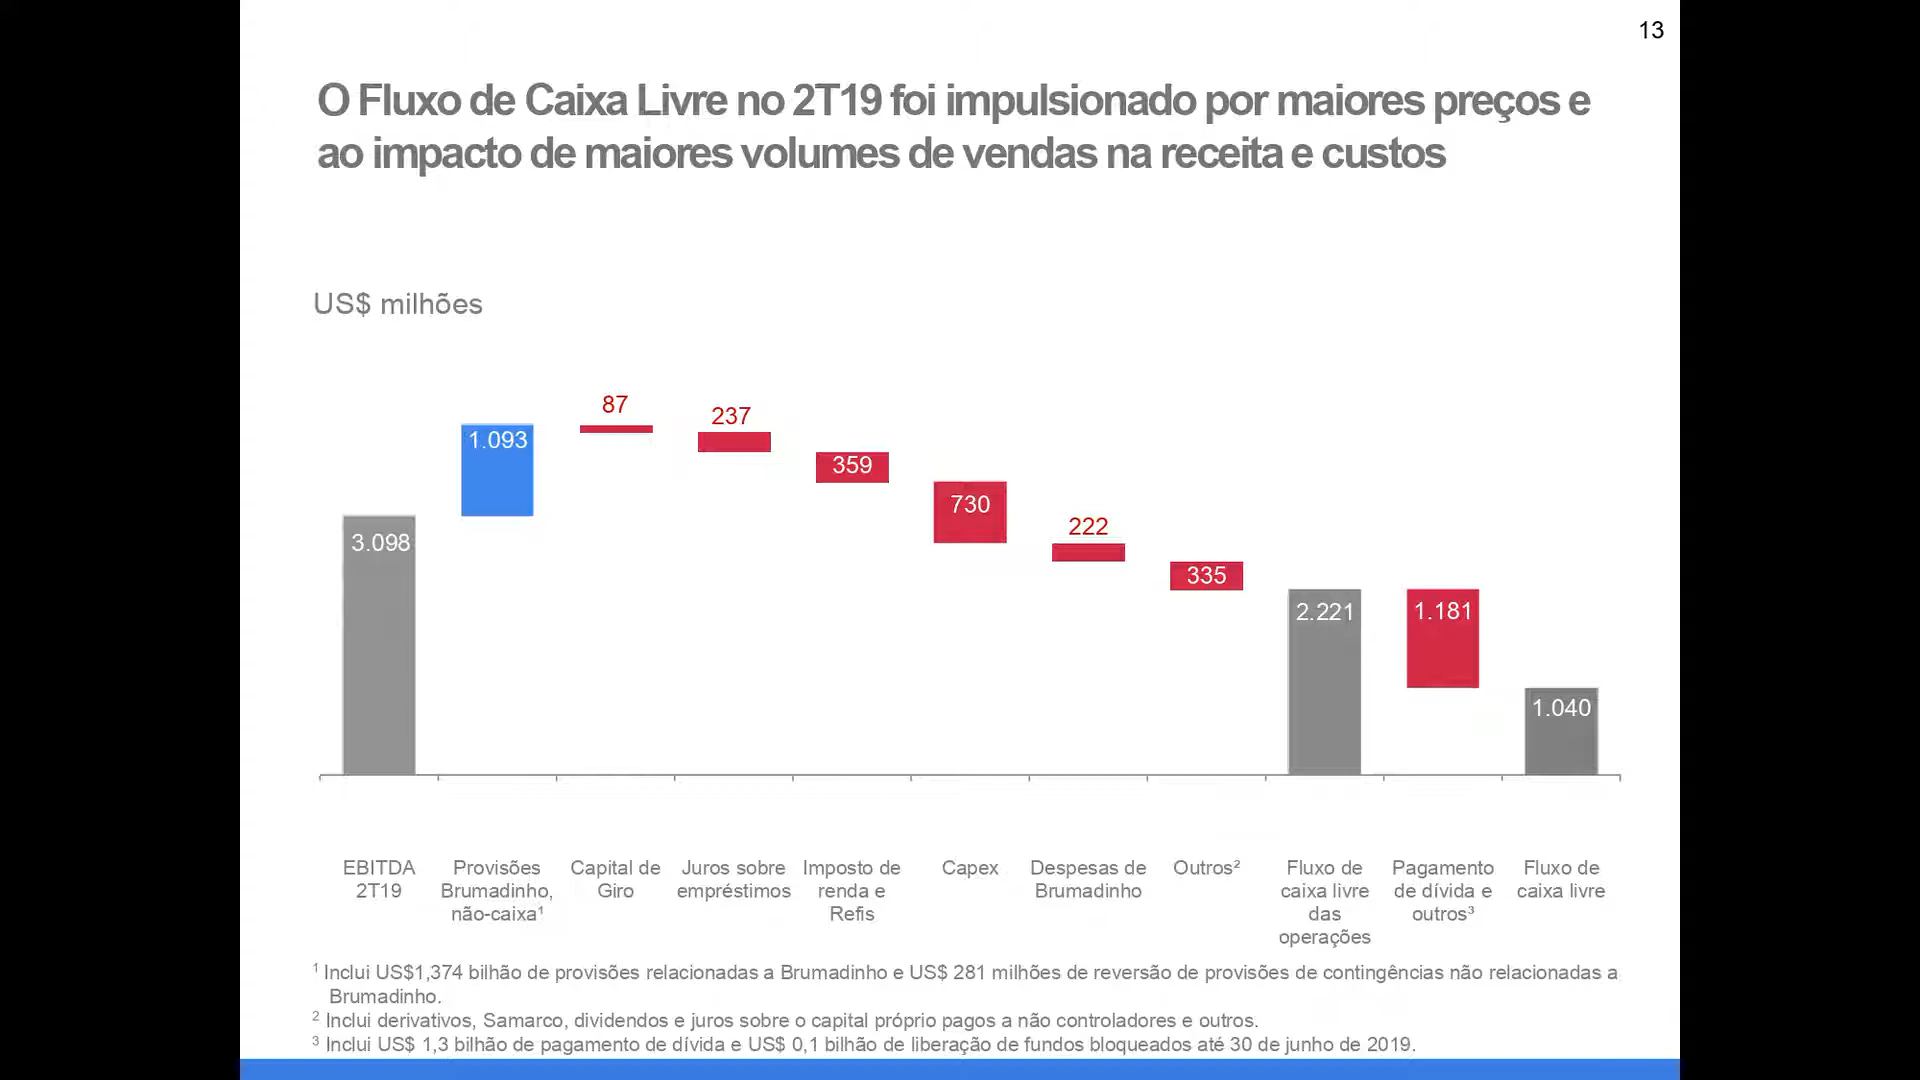 13
O Fluxo de Caixa Livre no 2T19 foi impulsionado por maiores preços e
ao impacto de maiores volumes de vendas na receita e custos
US$ milhões
3.098
1.093
87
237
359
730
222
335
2.221
1.181
1.040
EBITDA
2T19
Provisões
Brumadinho,
não-caixa¹
Capital de
Giro
Juros sobre
empréstimos
Imposto de
renda e
Refis
Capex
Despesas de
Brumadinho
Outros²
Fluxo de
caixa livre
das
operações
Pagamento
de dívida e
outros³
Fluxo de
caixa livre
¹ Inclui US$1,374 bilhão de provisões relacionadas a Brumadinho e US$ 281 milhões de reversão de provisões de contingências não relacionadas a
Brumadinho.
² Inclui derivativos, Samarco, dividendos e juros sobre o capital próprio pagos a não controladores e outros.
³ Inclui US$ 1,3 bilhão de pagamento de dívida e US$ 0,1 bilhão de liberação de fundos bloqueados até 30 de junho de 2019.